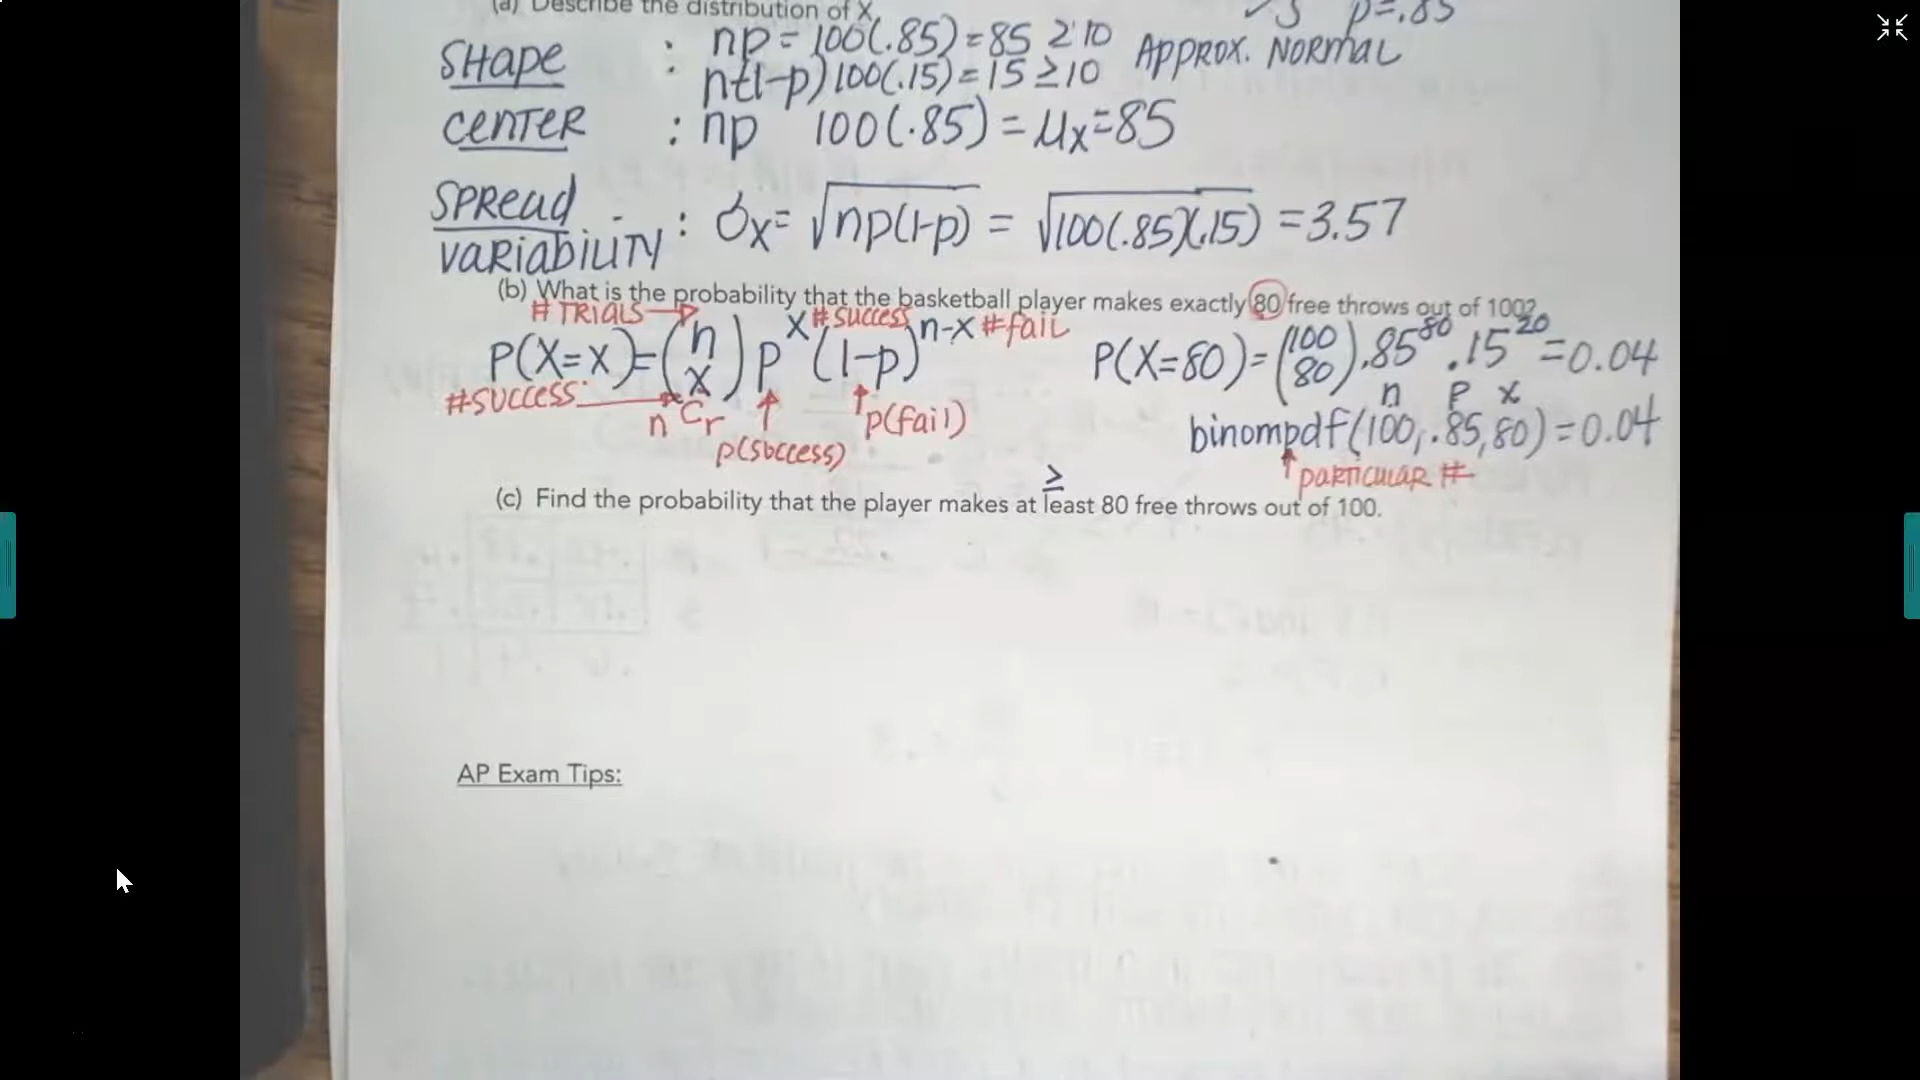 (a) Describe the distribution of X p=.85
SHAPE : np = 100(.85) = 85 ≥ 10 APPROX. NORMAL
n(1-p) 100(.15) = 15 ≥ 10
CENTER : np 100(.85) = μx = 85
SPREAD
VARIABILITY : σx = √np(1-p) = √100(.85)(.15) = 3.57
(b) What is the probability that the basketball player makes exactly 80 free throws out of 100?
# TRIALS → X # SUCCESS n-x # fail
P(X=x) = (n x) p^x (1-p)^n-x P(X=80) = (100 80) .85^80 .15^20 = 0.04
# SUCCESS → nCr p(fail) n p x
p(success) binompdf(100, .85, 80) = 0.04
≥ particular #
(c) Find the probability that the player makes at least 80 free throws out of 100.
AP Exam Tips: